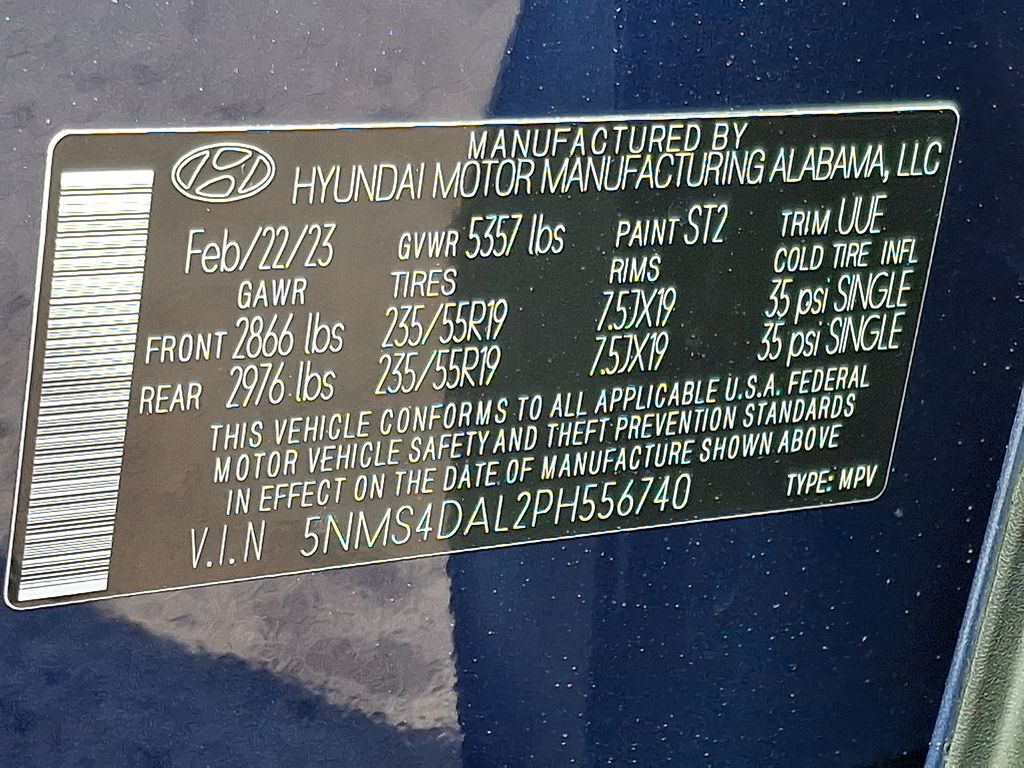 MANUFACTURED BY
HYUNDAI MOTOR MANUFACTURING ALABAMA, LLC
Feb/22/23 GVWR 5357 lbs PAINT ST2 TRIM UUE
GAWR TIRES RIMS COLD TIRE INFL
FRONT 2866 lbs 235/55R19 7.5JX19 35 psi SINGLE
REAR 2976 lbs 235/55R19 7.5JX19 35 psi SINGLE
THIS VEHICLE CONFORMS TO ALL APPLICABLE U.S.A. FEDERAL
MOTOR VEHICLE SAFETY AND THEFT PREVENTION STANDARDS
IN EFFECT ON THE DATE OF MANUFACTURE SHOWN ABOVE
V.I.N 5NMS4DAL2PH556740 TYPE: MPV